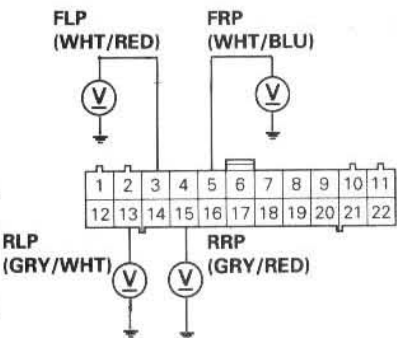 FLP
(WHT/RED)
FRP
(WHT/BLU)
V
V
1 2 3 4 5 6 7 8 9 10 11
12 13 14 15 16 17 18 19 20 21 22
RLP
(GRY/WHT)
V
V
RRP
(GRY/RED)